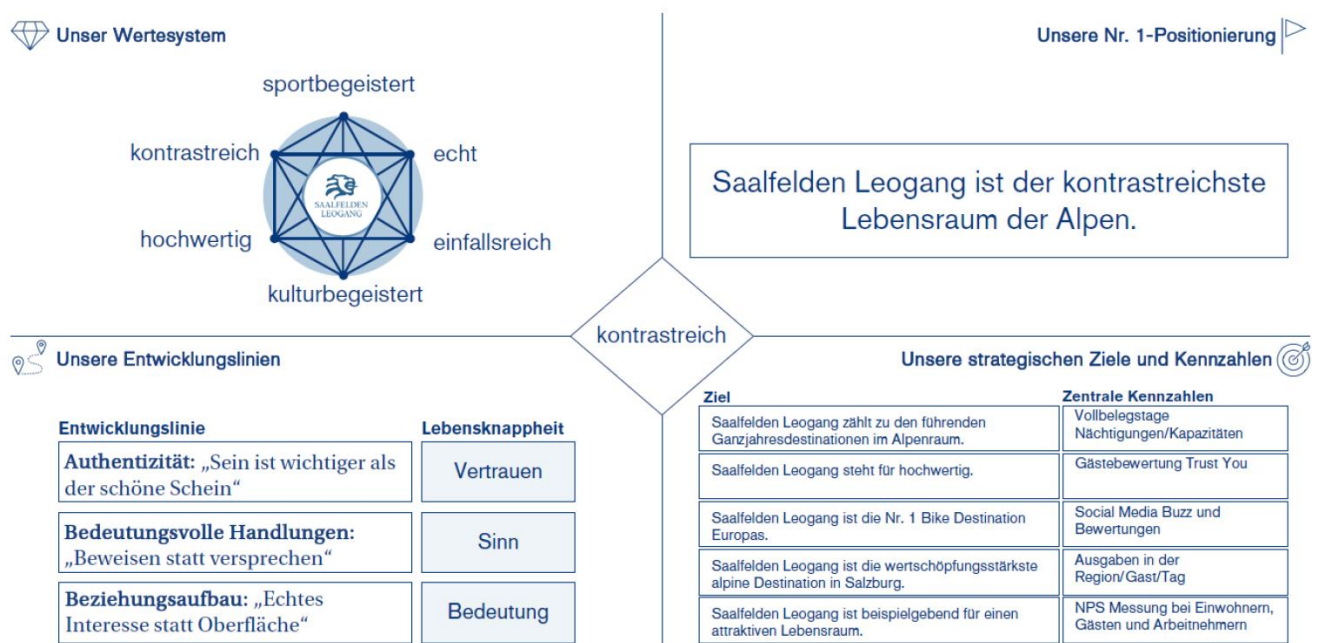 Unser Wertesystem
sportbegeistert
kontrastreich
echt
SAALFELDEN
LEOGANG
hochwertig
einfallsreich
kulturbegeistert
Unsere Nr. 1-Positionierung
Saalfelden Leogang ist der kontrastreichste
Lebensraum der Alpen.
kontrastreich
Unsere Entwicklungslinien
Entwicklungslinie
Lebensknappheit
Authentizität: „Sein ist wichtiger als
der schöne Schein“
Vertrauen
Bedeutungsvolle Handlungen:
„Beweisen statt versprechen“
Sinn
Beziehungsaufbau: „Echtes
Interesse statt Oberfläche“
Bedeutung
Unsere strategischen Ziele und Kennzahlen
Ziel
Zentrale Kennzahlen
Saalfelden Leogang zählt zu den führenden
Ganzjahresdestinationen im Alpenraum.
Vollbelegstage
Nächtigungen/Kapazitäten
Saalfelden Leogang steht für hochwertig.
Gästebewertung Trust You
Saalfelden Leogang ist die Nr. 1 Bike Destination
Europas.
Social Media Buzz und
Bewertungen
Saalfelden Leogang ist die wertschöpfungsstärkste
alpine Destination in Salzburg.
Ausgaben in der
Region/Gast/Tag
Saalfelden Leogang ist beispielgebend für einen
attraktiven Lebensraum.
NPS Messung bei Einwohnern,
Gästen und Arbeitnehmern